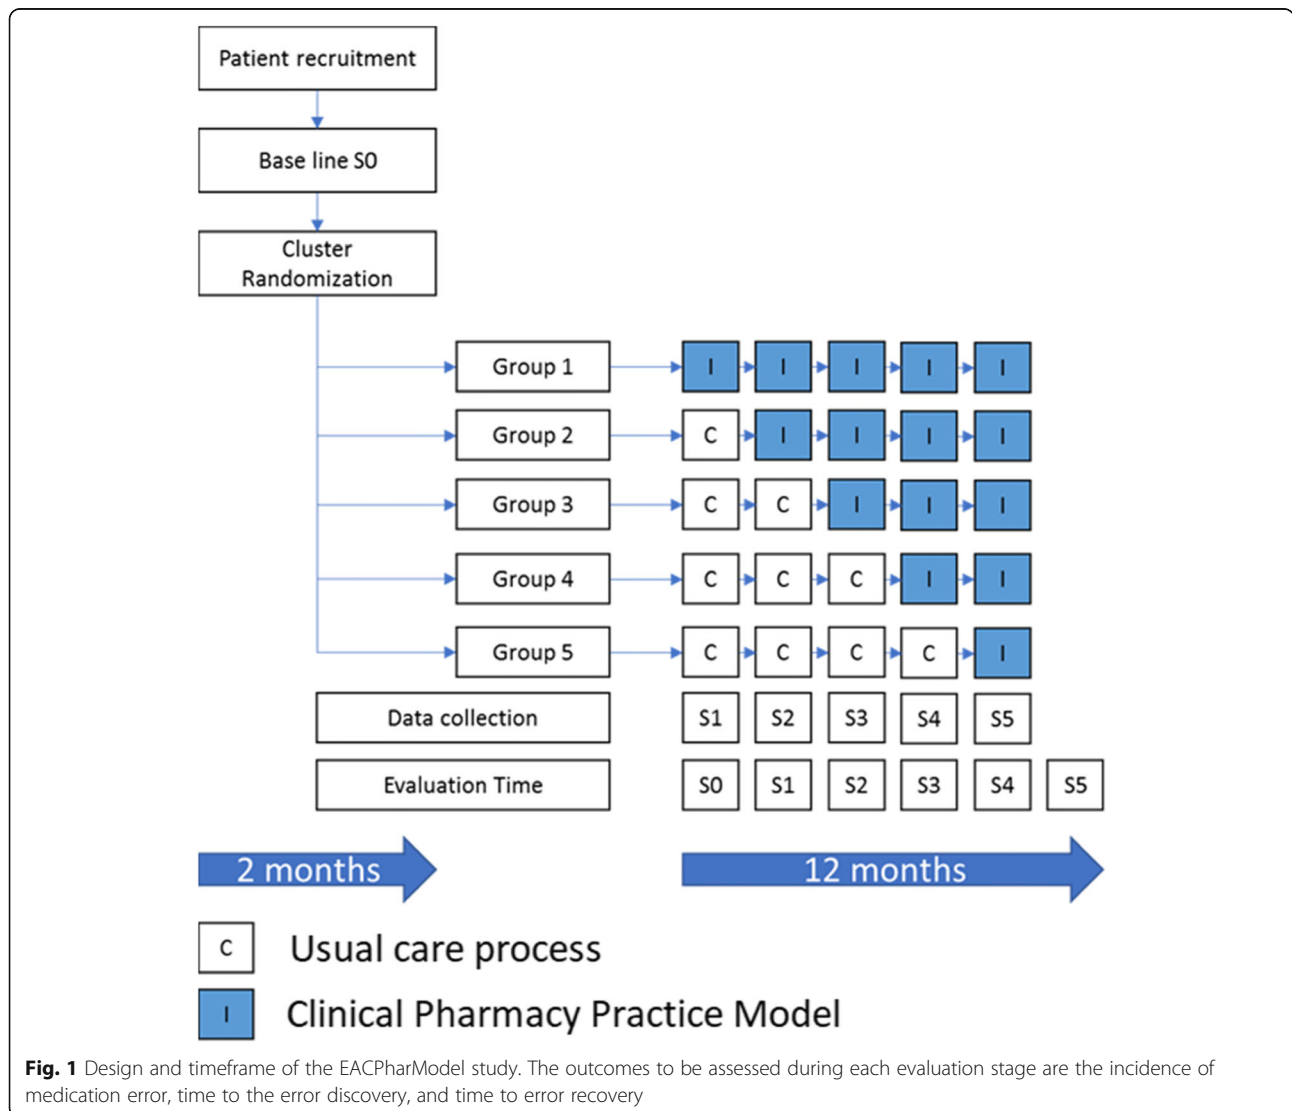 Patient recruitment
Base line S0
Cluster
Randomization
Group 1 I I I I I
Group 2 C I I I I
Group 3 C C I I I
Group 4 C C C I I
Group 5 C C C C I
Data collection S1 S2 S3 S4 S5
Evaluation Time S0 S1 S2 S3 S4 S5
2 months 12 months
C Usual care process
I Clinical Pharmacy Practice Model
Fig. 1 Design and timeframe of the EACPharModel study. The outcomes to be assessed during each evaluation stage are the incidence of
medication error, time to the error discovery, and time to error recovery